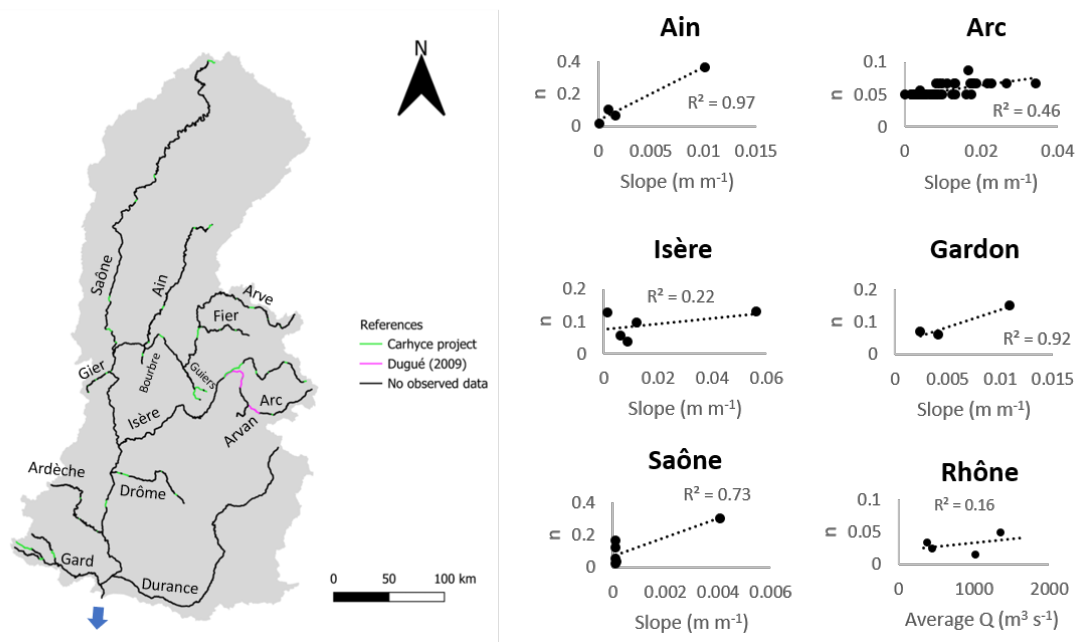 N
Saône
Ain
Arve
Fier
Gier
Bourbre
Guiers
Isère
Arc
Arvan
Ardèche
Drôme
Gard
Durance
References
Carhyce project
Dugué (2009)
No observed data
0 50 100 km
Ain
n
0.4
0.2
0
R² = 0.97
0 0.005 0.01 0.015
Slope (m m⁻¹)
Arc
n
0.1
0.05
0
R² = 0.46
0 0.02 0.04
Slope (m m⁻¹)
Isère
n
0.2
0.1
0
R² = 0.22
0 0.02 0.04 0.06
Slope (m m⁻¹)
Gardon
n
0.2
0.1
0
R² = 0.92
0 0.005 0.01 0.015
Slope (m m⁻¹)
Saône
n
0.4
0.2
0
R² = 0.73
0 0.002 0.004 0.006
Slope (m m⁻¹)
Rhône
n
0.1
0.05
0
R² = 0.16
0 1000 2000
Average Q (m³ s⁻¹)